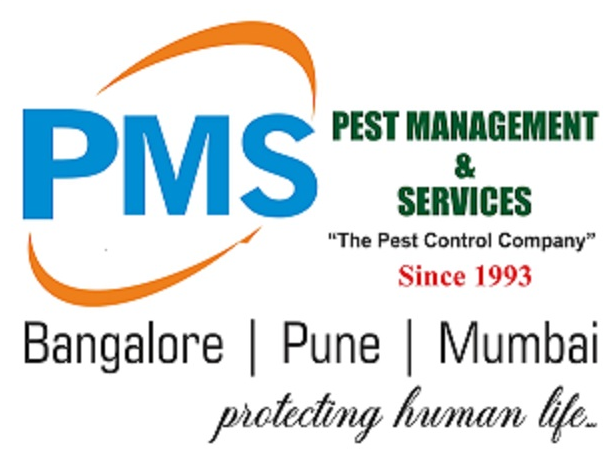 PMS
PEST MANAGEMENT
&
SERVICES
“The Pest Control Company”
Since 1993
Bangalore | Pune | Mumbai
protecting human life...